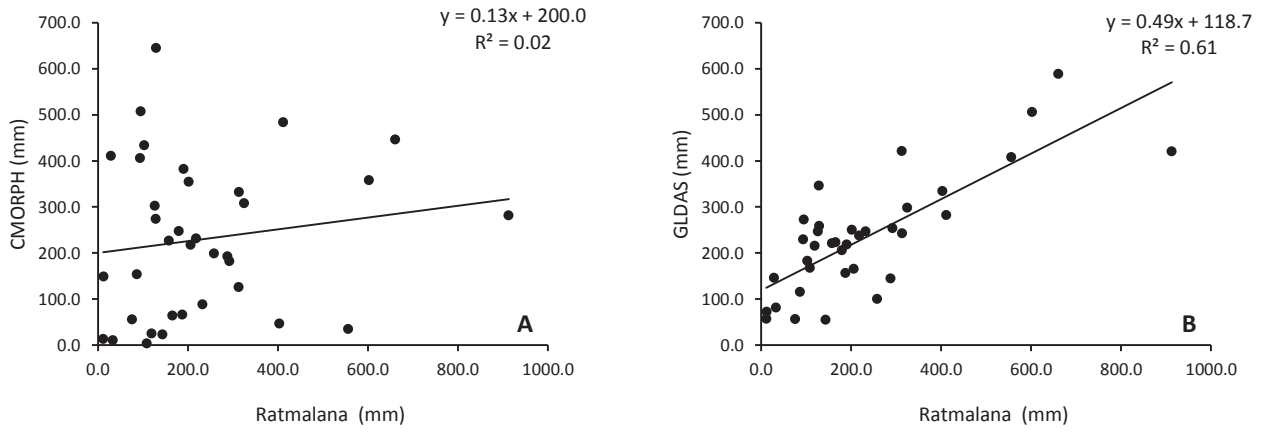 y = 0.13x + 200.0
R² = 0.02
700.0
600.0
500.0
400.0
300.0
200.0
100.0
0.0
CMORPH (mm)
0.0 200.0 400.0 600.0 800.0 1000.0
Ratmalana (mm)
A
y = 0.49x + 118.7
R² = 0.61
700.0
600.0
500.0
400.0
300.0
200.0
100.0
0.0
GLDAS (mm)
0.0 200.0 400.0 600.0 800.0 1000.0
Ratmalana (mm)
B